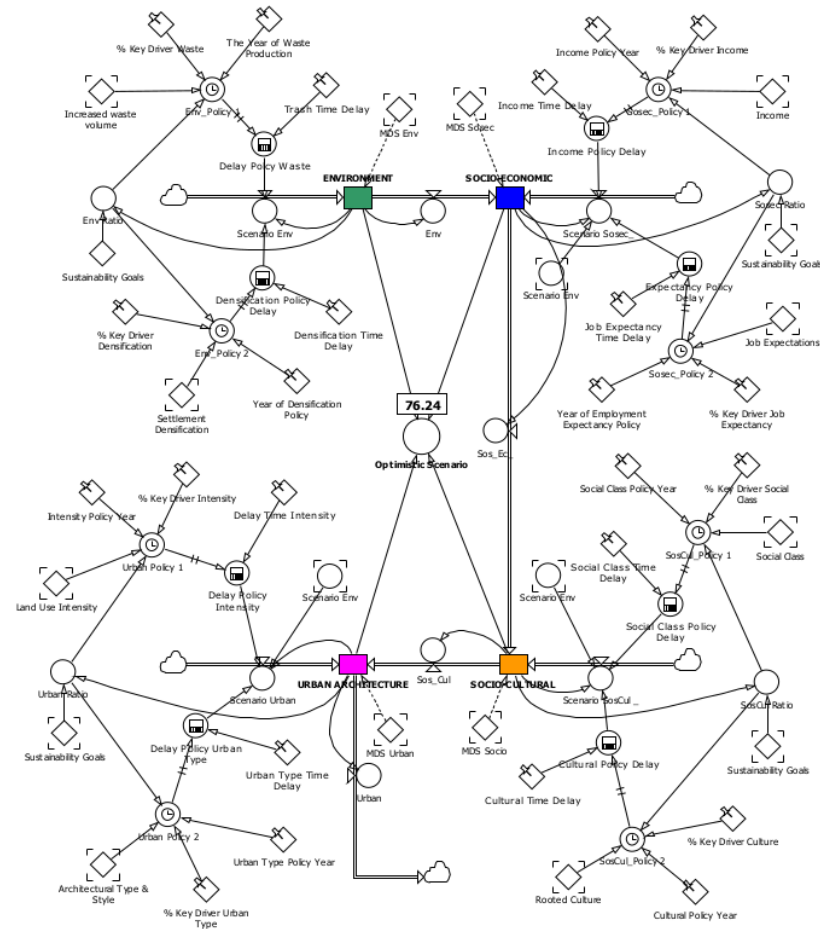 % Key Driver Waste
The Year of Waste
Production
Increased waste
volume
Env_Policy 1
Trash Time Delay
Delay Policy Waste
MDS Env
ENVIRONMENT
Env Ratio
Scenario Env
Env
Sustainability Goals
Densification Policy
Delay
% Key Driver
Densification
Env_Policy 2
Densification Time
Delay
Settlement
Densification
Year of Densification
Policy
Income Policy Year
% Key Driver Income
Income Time Delay
Sosec_Policy 1
Income
MDS Sosec
Income Policy Delay
SOCIO-ECONOMIC
Sosec Ratio
Scenario Sosec_
Sustainability Goals
Scenario Env
Expectancy Policy
Delay
Job Expectancy
Time Delay
Job Expectations
Sosec_Policy 2
Year of Employment
Expectancy Policy
% Key Driver Job
Expectancy
76.24
Optimistic Scenario
Sos_Ec_
% Key Driver Intensity
Intensity Policy Year
Delay Time Intensity
Urban Policy 1
Land Use Intensity
Delay Policy
Intensity
Scenario Env
URBAN ARCHITECTURE
Urban Ratio
Scenario Urban
Sos_Cul
Sustainability Goals
Delay Policy Urban
Type
MDS Urban
Urban Type Time
Delay
Urban
Urban Policy 2
Urban Type Policy Year
Architectural Type &
Style
% Key Driver Urban
Type
Social Class Policy Year
% Key Driver Social
Class
SosCul_Policy 1
Social Class
Social Class Time
Delay
Scenario Env
Social Class Policy
Delay
SOCIO-CULTURAL
Scenario SosCul _
SosCul Ratio
MDS Socio
Sustainability Goals
Cultural Policy Delay
Cultural Time Delay
SosCul_Policy 2
% Key Driver Culture
Rooted Culture
Cultural Policy Year